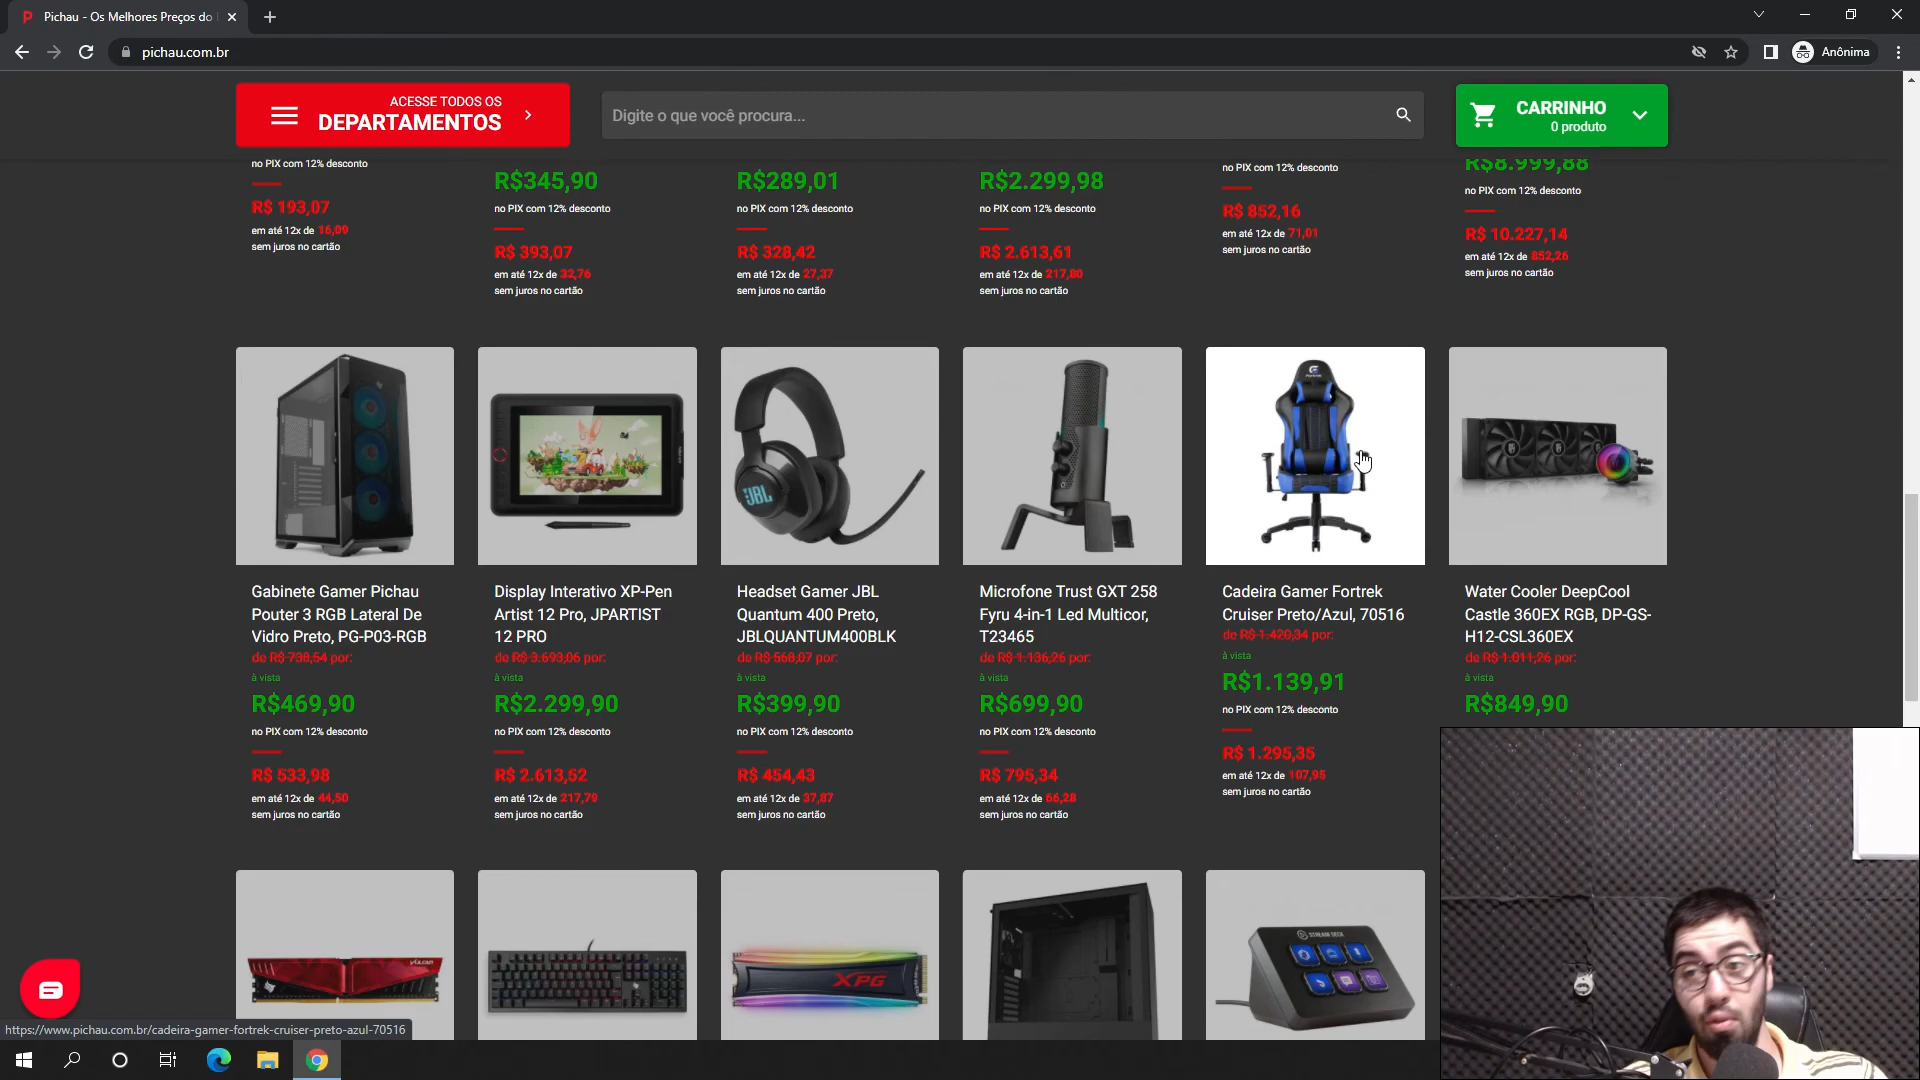 Pichau - Os Melhores Preços do
pichau.com.br
Anônima
ACESSE TODOS OS
DEPARTAMENTOS
Digite o que você procura...
CARRINHO
0 produto
no PIX com 12% desconto
R$ 193,07
em até 12x de 16,09
sem juros no cartão
R$345,90
no PIX com 12% desconto
R$ 393,07
em até 12x de 32,76
sem juros no cartão
R$289,01
no PIX com 12% desconto
R$ 328,42
em até 12x de 27,37
sem juros no cartão
R$2.299,98
no PIX com 12% desconto
R$ 2.613,61
em até 12x de 217,80
sem juros no cartão
no PIX com 12% desconto
R$ 852,16
em até 12x de 71,01
sem juros no cartão
R$8.999,88
no PIX com 12% desconto
R$ 10.227,14
em até 12x de 852,26
sem juros no cartão
JBL
Gabinete Gamer Pichau
Pouter 3 RGB Lateral De
Vidro Preto, PG-P03-RGB
de R$ 738,54 por:
à vista
R$469,90
no PIX com 12% desconto
R$ 533,98
em até 12x de 44,50
sem juros no cartão
Display Interativo XP-Pen
Artist 12 Pro, JPARTIST
12 PRO
de R$ 3.693,06 por:
à vista
R$2.299,90
no PIX com 12% desconto
R$ 2.613,52
em até 12x de 217,79
sem juros no cartão
Headset Gamer JBL
Quantum 400 Preto,
JBLQUANTUM400BLK
de R$ 568,07 por:
à vista
R$399,90
no PIX com 12% desconto
R$ 454,43
em até 12x de 37,87
sem juros no cartão
Microfone Trust GXT 258
Fyru 4-in-1 Led Multicor,
T23465
de R$ 1.136,26 por:
à vista
R$699,90
no PIX com 12% desconto
R$ 795,34
em até 12x de 66,28
sem juros no cartão
Cadeira Gamer Fortrek
Cruiser Preto/Azul, 70516
de R$ 1.420,34 por:
à vista
R$1.139,91
no PIX com 12% desconto
R$ 1.295,35
em até 12x de 107,95
sem juros no cartão
Water Cooler DeepCool
Castle 360EX RGB, DP-GS-
H12-CSL360EX
de R$ 1.011,26 por:
à vista
R$849,90
VULCAN
XPG
STREAM DECK
https://www.pichau.com.br/cadeira-gamer-fortrek-cruiser-preto-azul-70516